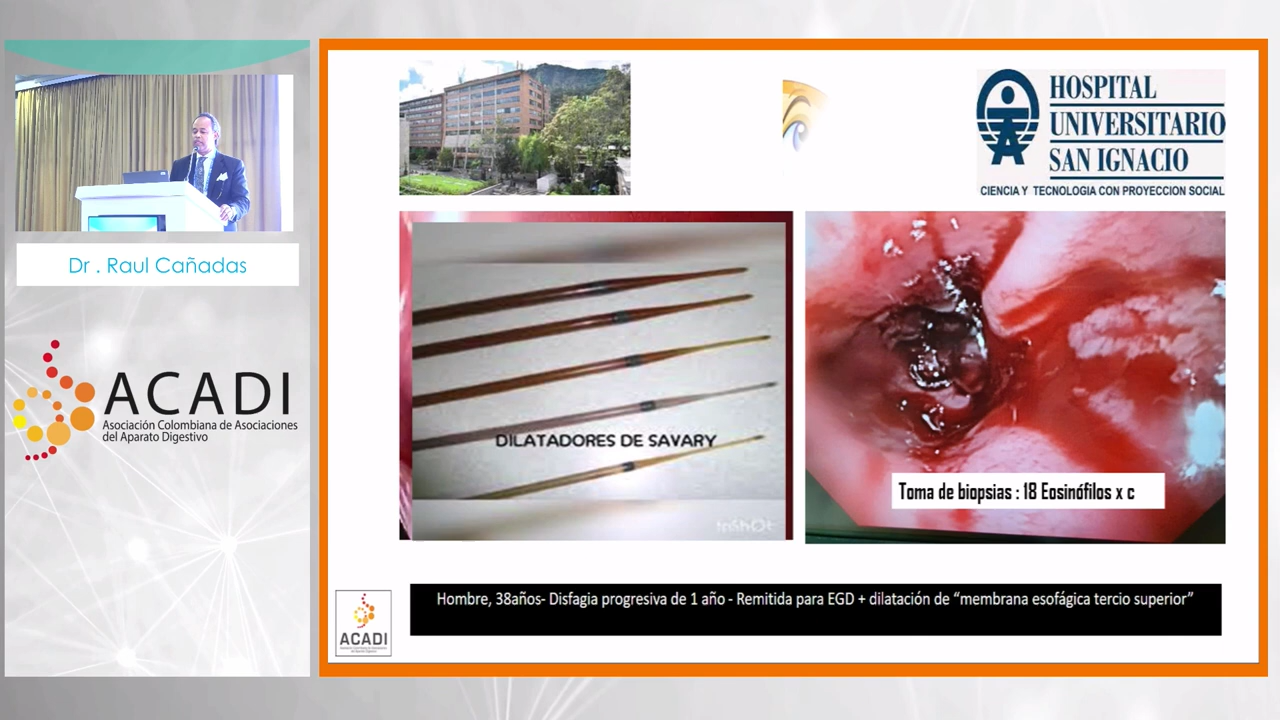 Dr . Raul Cañadas
ACADI
Asociación Colombiana de Asociaciones
del Aparato Digestivo
HOSPITAL
UNIVERSITARIO
SAN IGNACIO
CIENCIA Y TECNOLOGIA CON PROYECCION SOCIAL
DILATADORES DE SAVARY
Toma de biopsias : 18 Eosinófilos x c
Hombre, 38años- Disfagia progresiva de 1 año - Remitida para EGD + dilatación de “membrana esofágica tercio superior”
ACADI